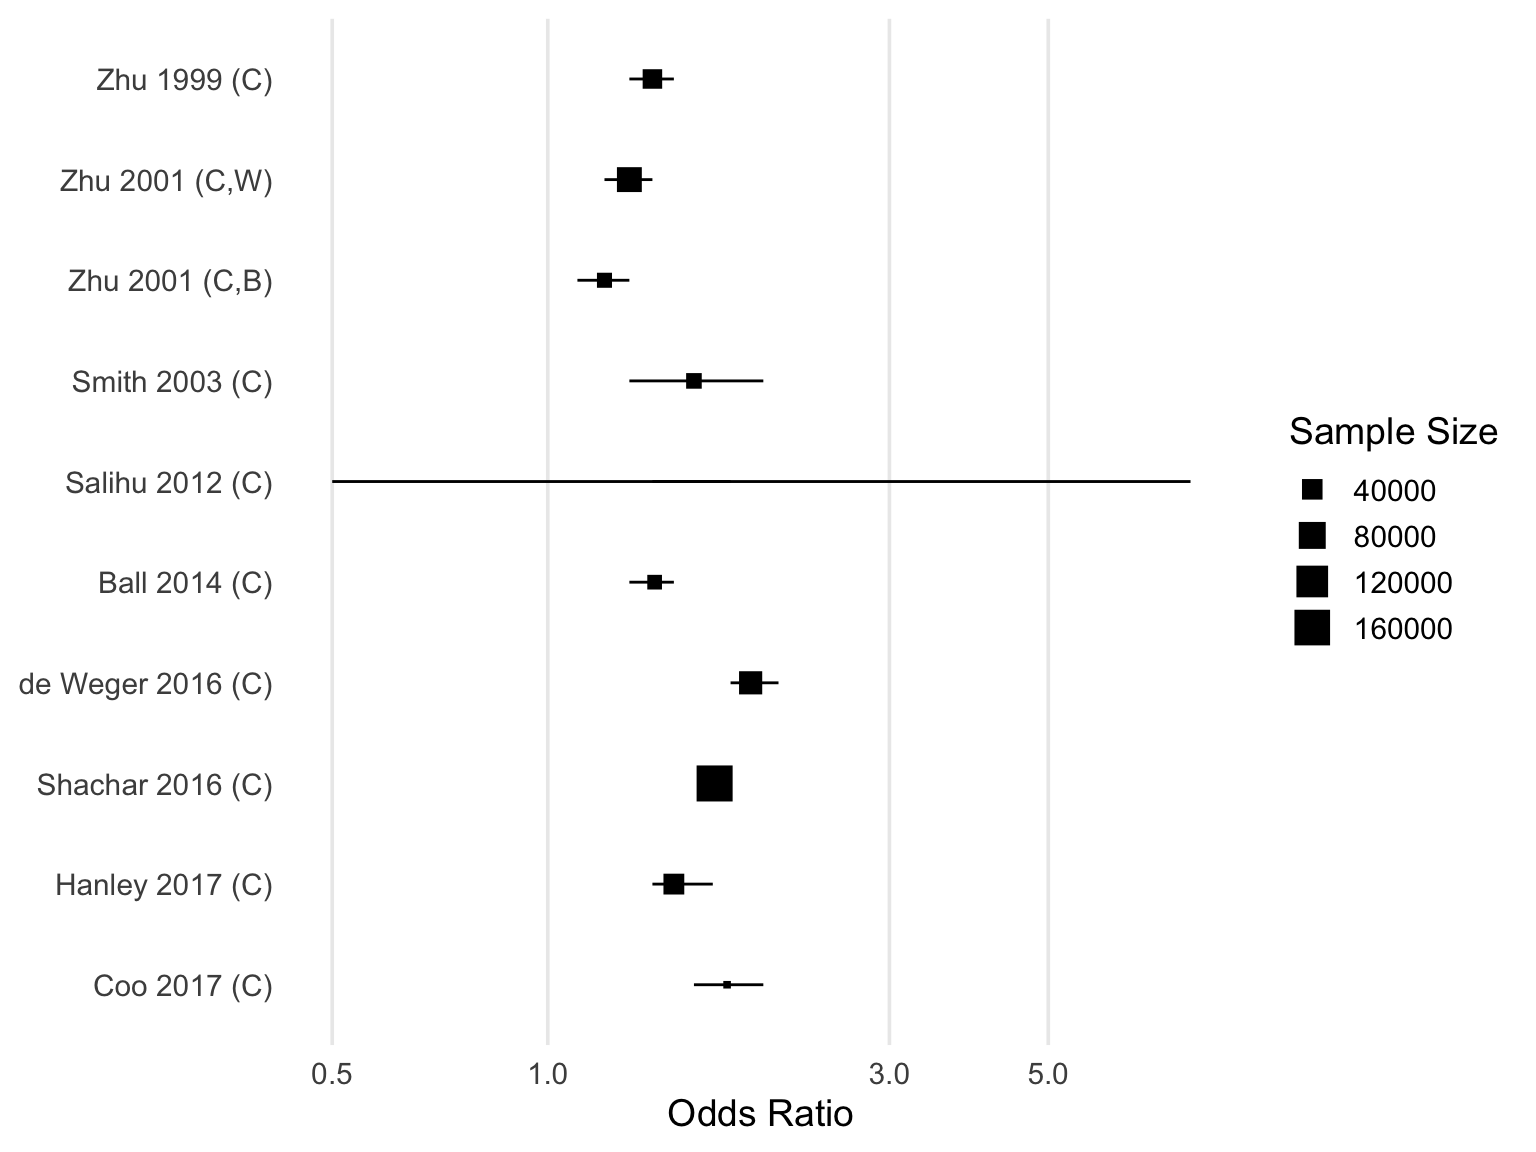 Zhu 1999 (C)
Zhu 2001 (C,W)
Zhu 2001 (C,B)
Smith 2003 (C)
Salihu 2012 (C)
Ball 2014 (C)
de Weger 2016 (C)
Shachar 2016 (C)
Hanley 2017 (C)
Coo 2017 (C)
0.5 1.0 3.0 5.0
Odds Ratio
Sample Size
40000
80000
120000
160000